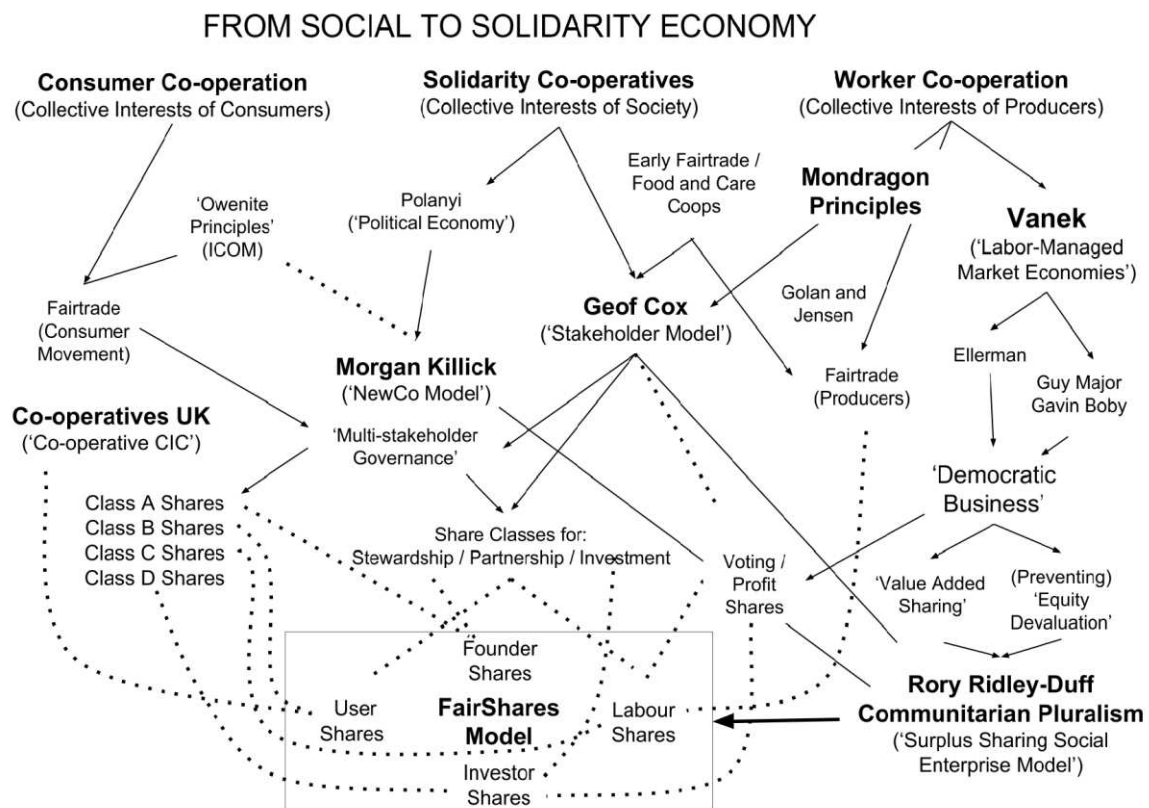 FROM SOCIAL TO SOLIDARITY ECONOMY
Consumer Co-operation
(Collective Interests of Consumers)
Solidarity Co-operatives
(Collective Interests of Society)
Worker Co-operation
(Collective Interests of Producers)
Early Fairtrade /
Food and Care
Coops
Mondragon
Principles
'Owenite
Principles'
(ICOM)
Polanyi
('Political Economy')
Vanek
('Labor-Managed
Market Economies')
Fairtrade
(Consumer
Movement)
Geof Cox
('Stakeholder Model')
Golan and
Jensen
Ellerman
Morgan Killick
('NewCo Model')
Fairtrade
(Producers)
Guy Major
Gavin Boby
Co-operatives UK
('Co-operative CIC')
'Multi-stakeholder
Governance'
'Democratic
Business'
Class A Shares
Class B Shares
Class C Shares
Class D Shares
Share Classes for:
Stewardship / Partnership / Investment
Voting /
Profit
Shares
'Value Added
Sharing'
(Preventing)
'Equity
Devaluation'
Founder
Shares
User
Shares
FairShares
Model
Labour
Shares
Investor
Shares
Rory Ridley-Duff
Communitarian Pluralism
('Surplus Sharing Social
Enterprise Model')